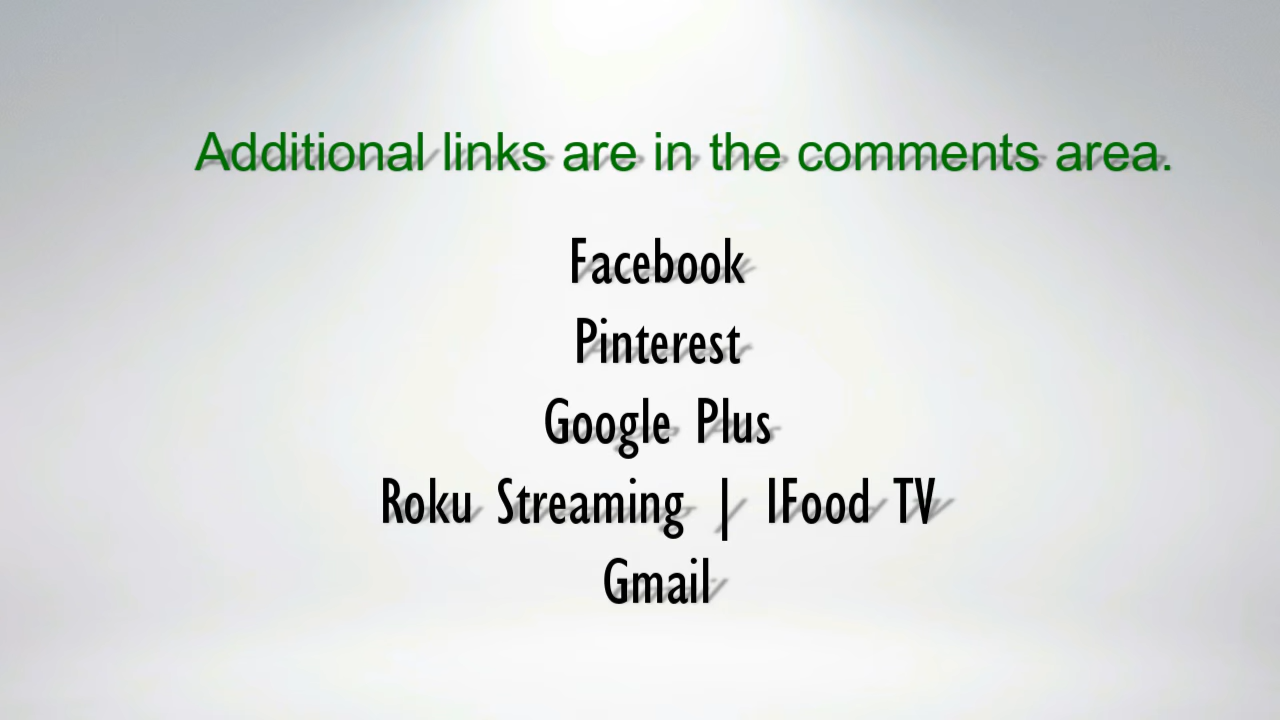 Additional links are in the comments area.
Facebook
Pinterest
Google Plus
Roku Streaming | IFood TV
Gmail